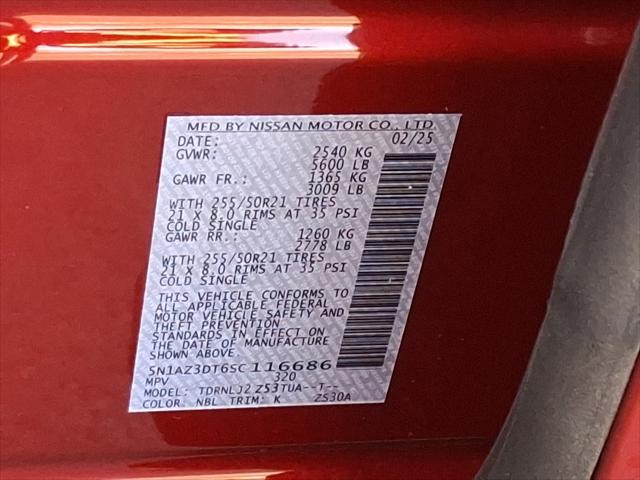 MFD BY NISSAN MOTOR CO., LTD.
DATE: 02/25
GVWR: 2540 KG
5600 LB
GAWR FR.: 1365 KG
3009 LB
WITH 255/50R21 TIRES
21 X 8.0 RIMS AT 35 PSI
COLD SINGLE
GAWR RR.: 1260 KG
2778 LB
WITH 255/50R21 TIRES
21 X 8.0 RIMS AT 35 PSI
COLD SINGLE
THIS VEHICLE CONFORMS TO
ALL APPLICABLE FEDERAL
MOTOR VEHICLE SAFETY AND
THEFT PREVENTION
STANDARDS IN EFFECT ON
THE DATE OF MANUFACTURE
SHOWN ABOVE.
5N1AZ3DT6SC116686
MPV 320
MODEL: TDRNLJ2 Z53TUA--T--
COLOR: NBL TRIM: K Z530A